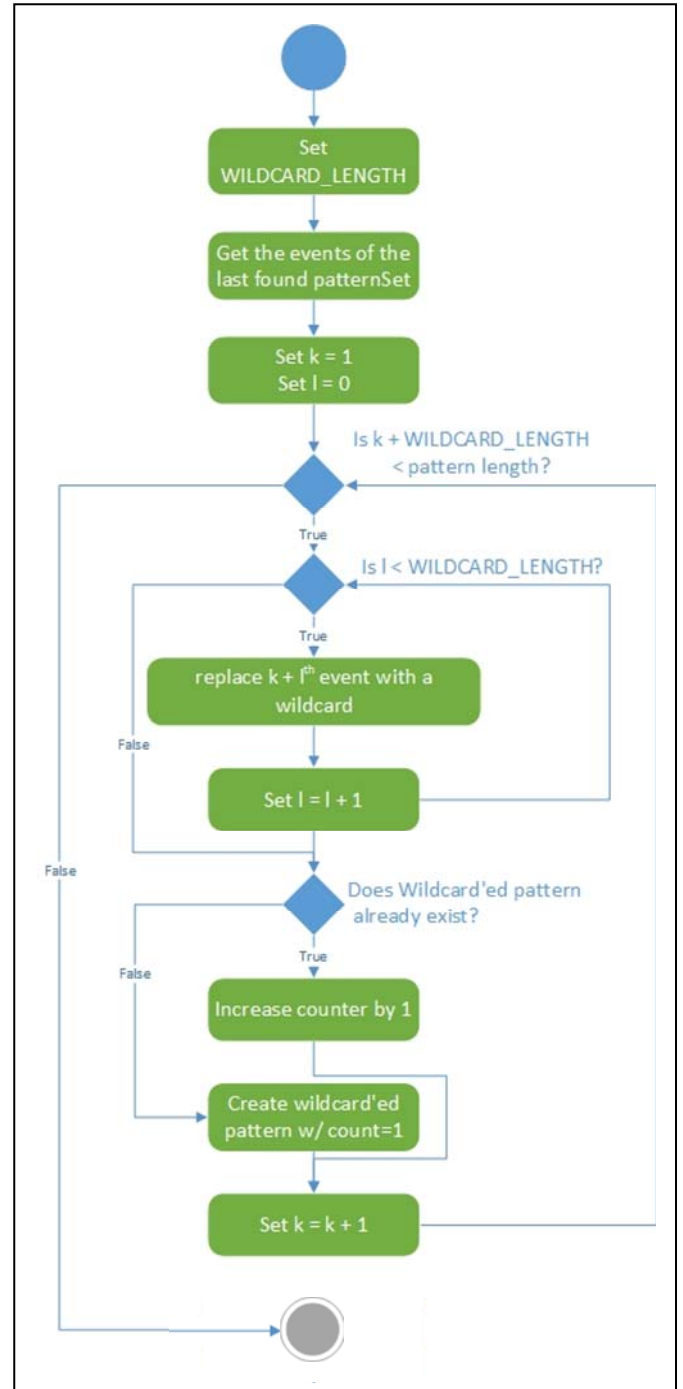 Set
WILDCARD_LENGTH
Get the events of the
last found patternSet
Set k = 1
Set l = 0
Is k + WILDCARD_LENGTH
< pattern length?
True
Is l < WILDCARD_LENGTH?
True
replace k + lᵗʰ event with a
wildcard
False
Set l = l + 1
False
Does Wildcard'ed pattern
already exist?
True
False
Increase counter by 1
Create wildcard'ed
pattern w/ count=1
Set k = k + 1